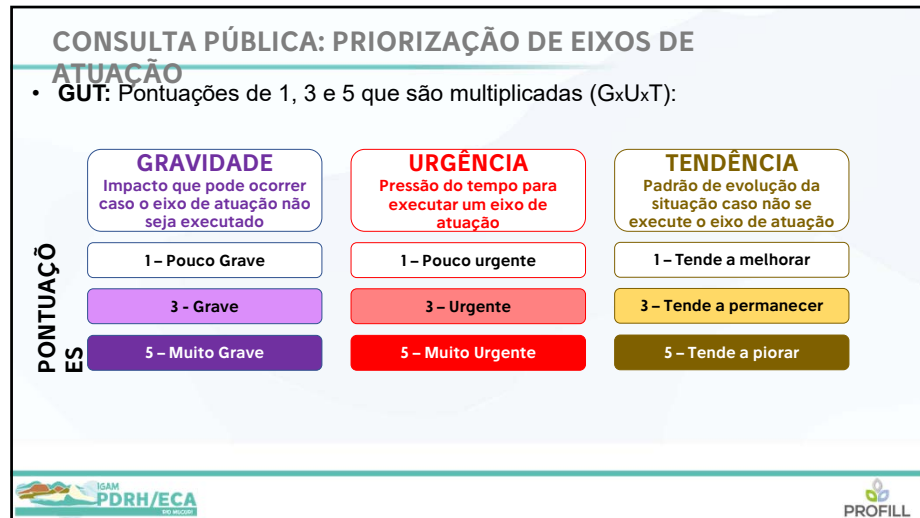 CONSULTA PÚBLICA: PRIORIZAÇÃO DE EIXOS DE
ATUAÇÃO
• GUT: Pontuações de 1, 3 e 5 que são multiplicadas (GxUxT):
GRAVIDADE
Impacto que pode ocorrer
caso o eixo de atuação não
seja executado
URGÊNCIA
Pressão do tempo para
executar um eixo de
atuação
TENDÊNCIA
Padrão de evolução da
situação caso não se
execute o eixo de atuação
PONTUAÇÕ
ES
1 – Pouco Grave
1 – Pouco urgente
1 – Tende a melhorar
3 - Grave
3 – Urgente
3 – Tende a permanecer
5 – Muito Grave
5 – Muito Urgente
5 – Tende a piorar
IGAM
PDRH/ECA
PROFILL